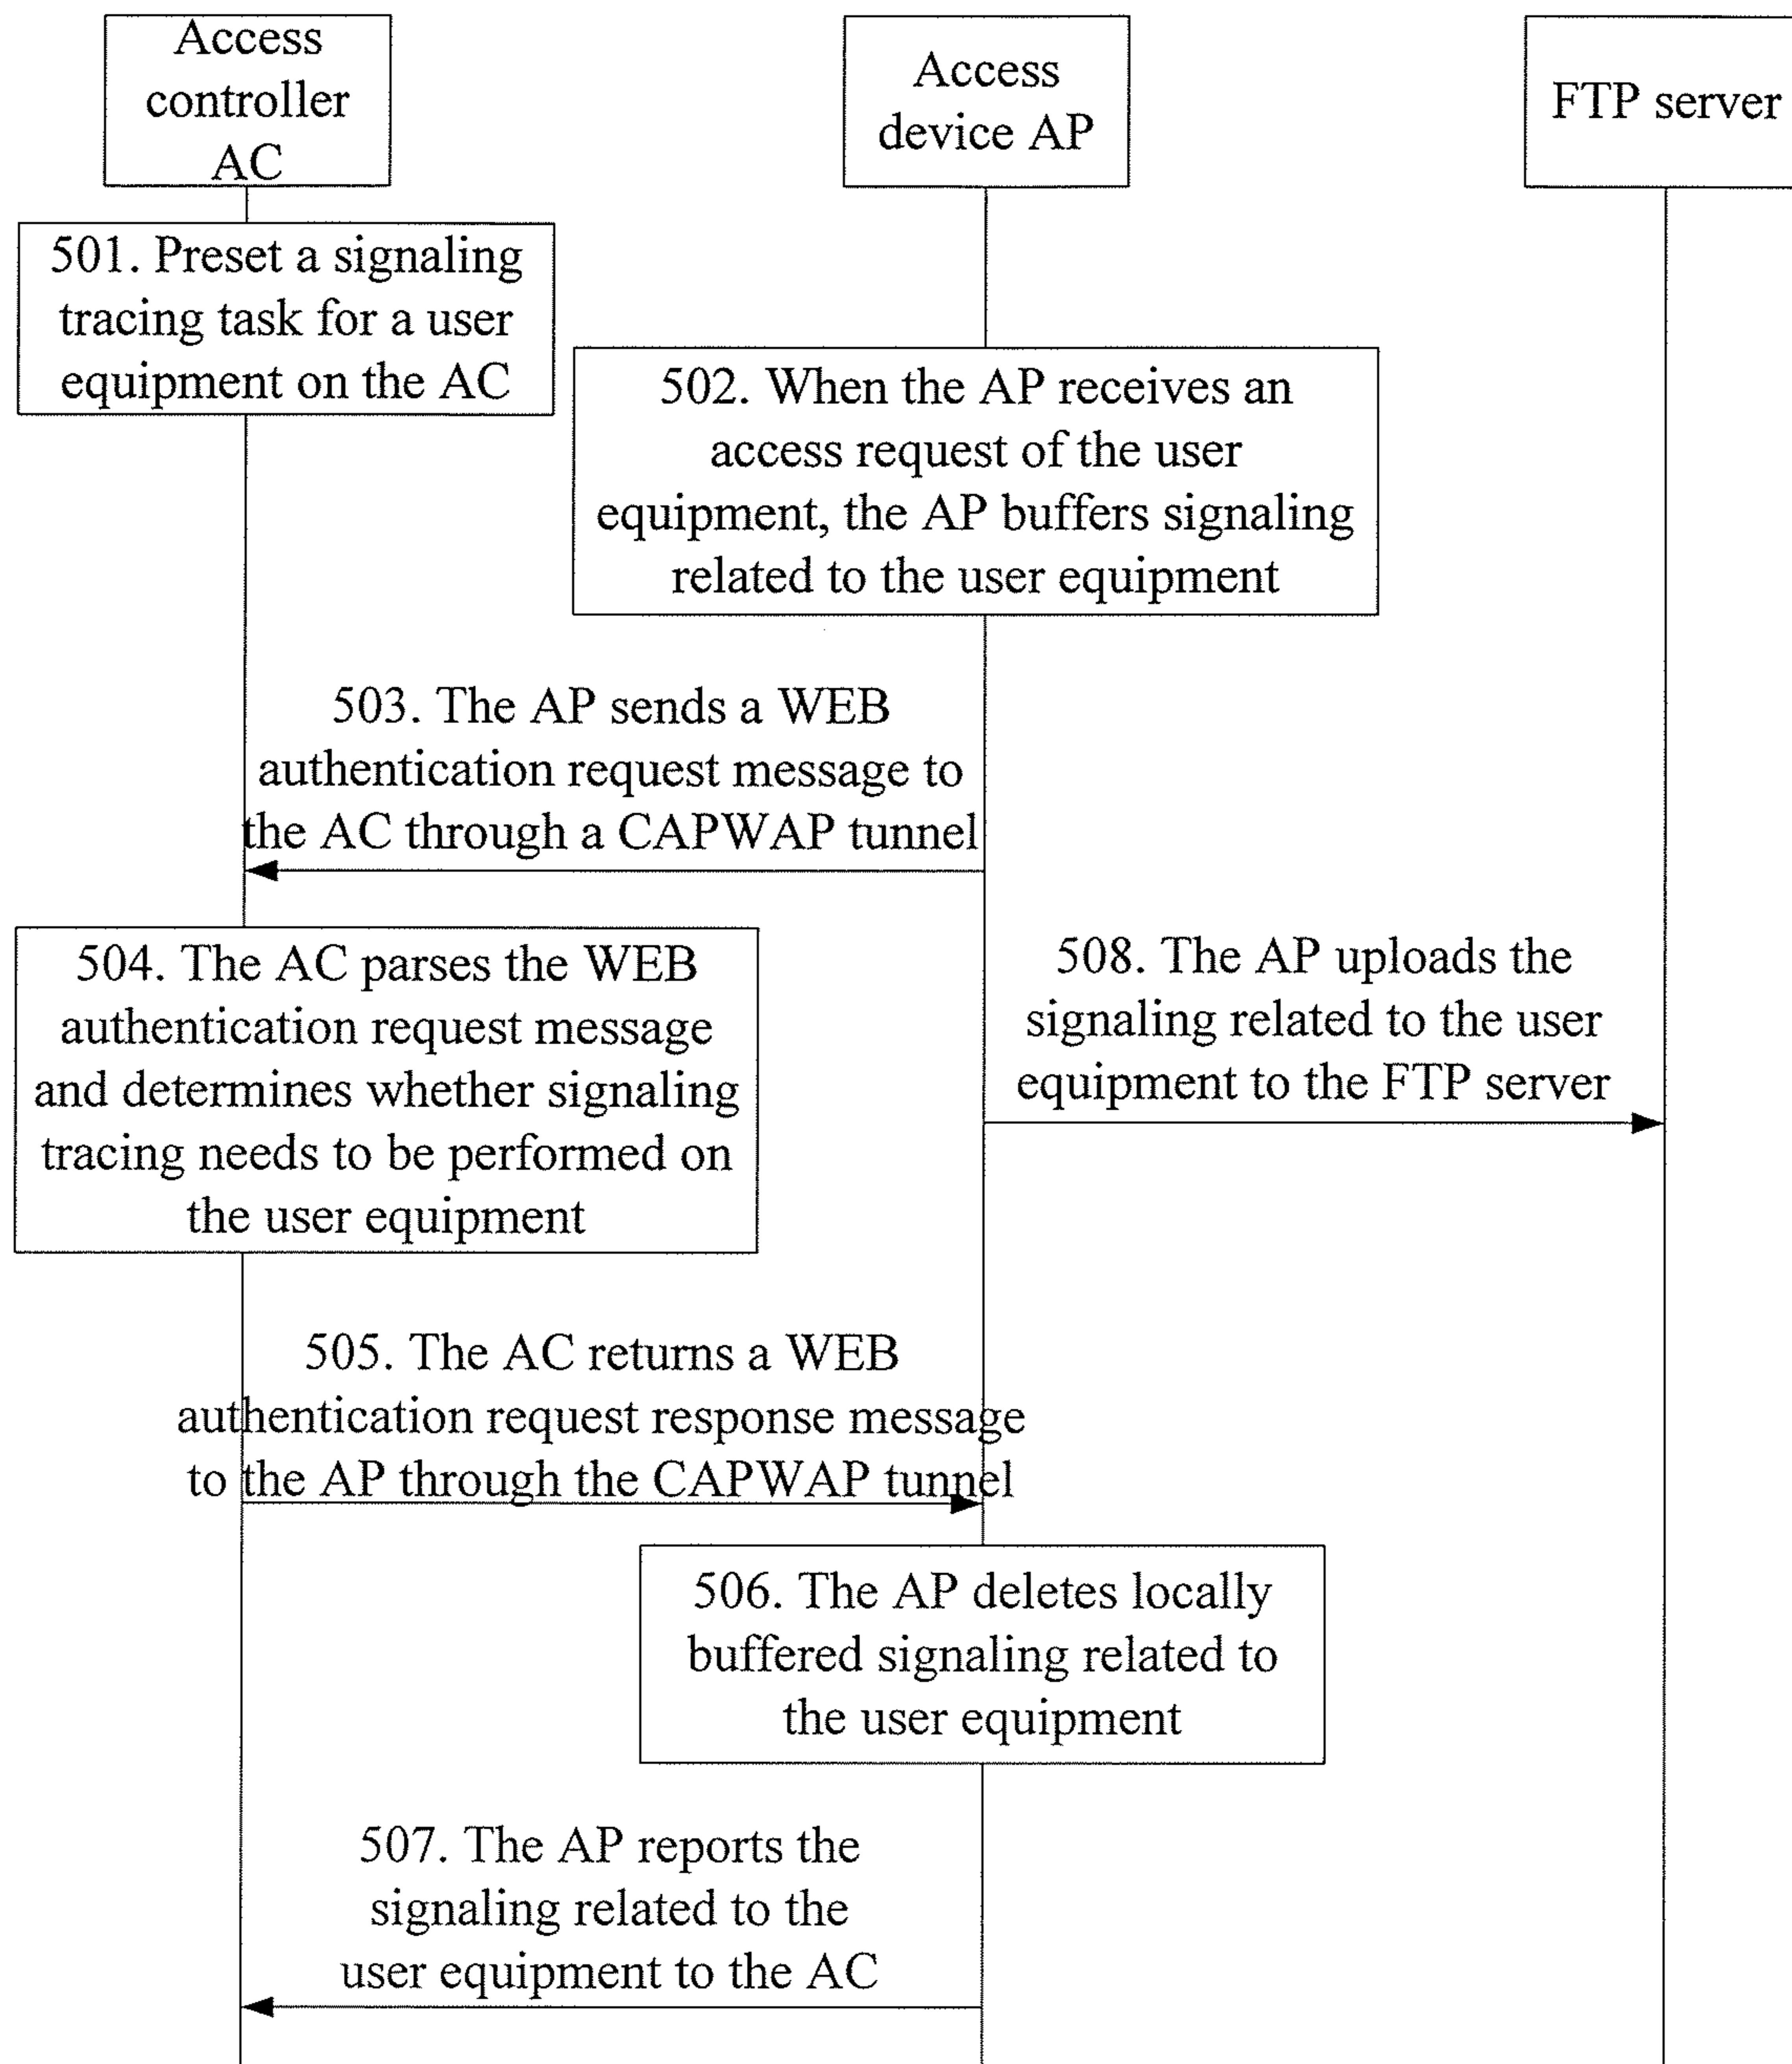 Access
controller
AC
Access
device AP
FTP server
501. Preset a signaling
tracing task for a user
equipment on the AC
502. When the AP receives an
access request of the user
equipment, the AP buffers signaling
related to the user equipment
503. The AP sends a WEB
authentication request message to
the AC through a CAPWAP tunnel
504. The AC parses the WEB
authentication request message
and determines whether signaling
tracing needs to be performed on
the user equipment
508. The AP uploads the
signaling related to the user
equipment to the FTP server
505. The AC returns a WEB
authentication request response message
to the AP through the CAPWAP tunnel
506. The AP deletes locally
buffered signaling related to
the user equipment
507. The AP reports the
signaling related to the
user equipment to the AC